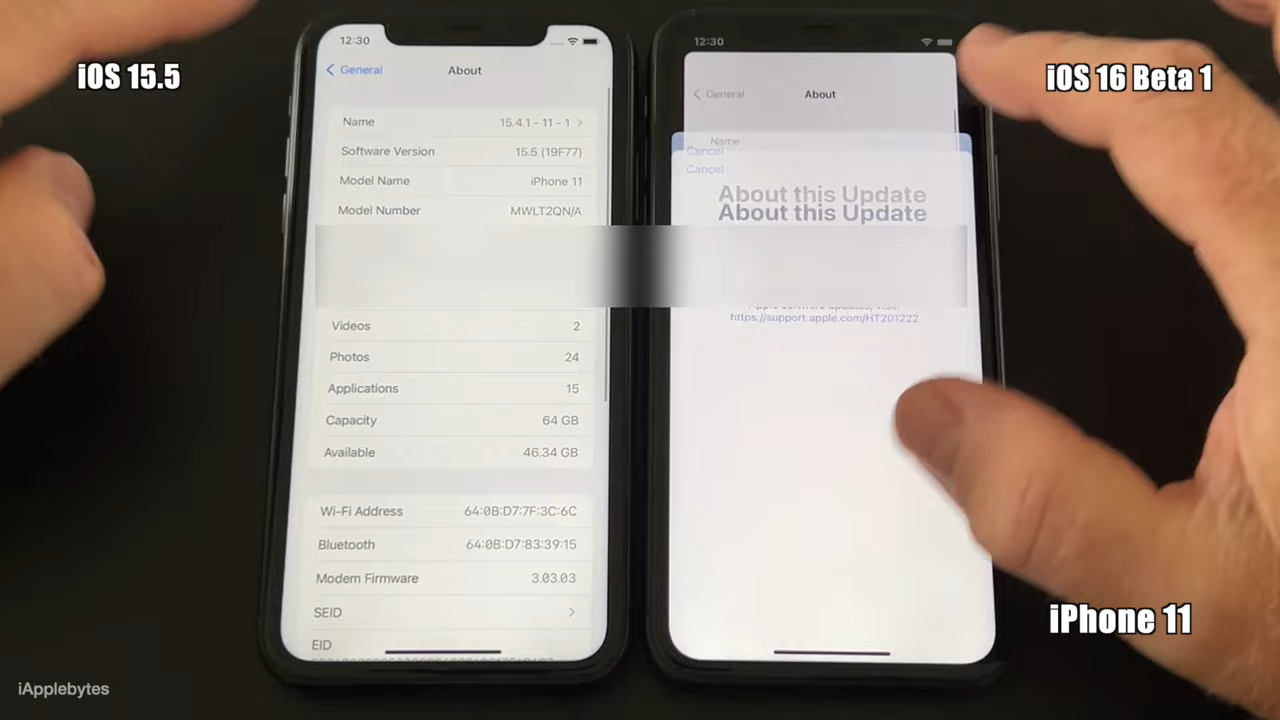 iOS 15.5
12:30
General
About
Name 15.4.1 - 11 - 1
Software Version 15.5 (19F77)
Model Name iPhone 11
Model Number MWLT2QN/A
Videos 2
Photos 24
Applications 15
Capacity 64 GB
Available 46.34 GB
Wi-Fi Address 64:0B:D7:7F:3C:6C
Bluetooth 64:0B:D7:83:39:15
Modem Firmware 3.03.03
SEID
EID
iOS 16 Beta 1
12:30
General
About
Name
Cancel
Cancel
About this Update
About this Update
Apple software updates, visit:
https://support.apple.com/HT201222
iPhone 11
iApplebytes